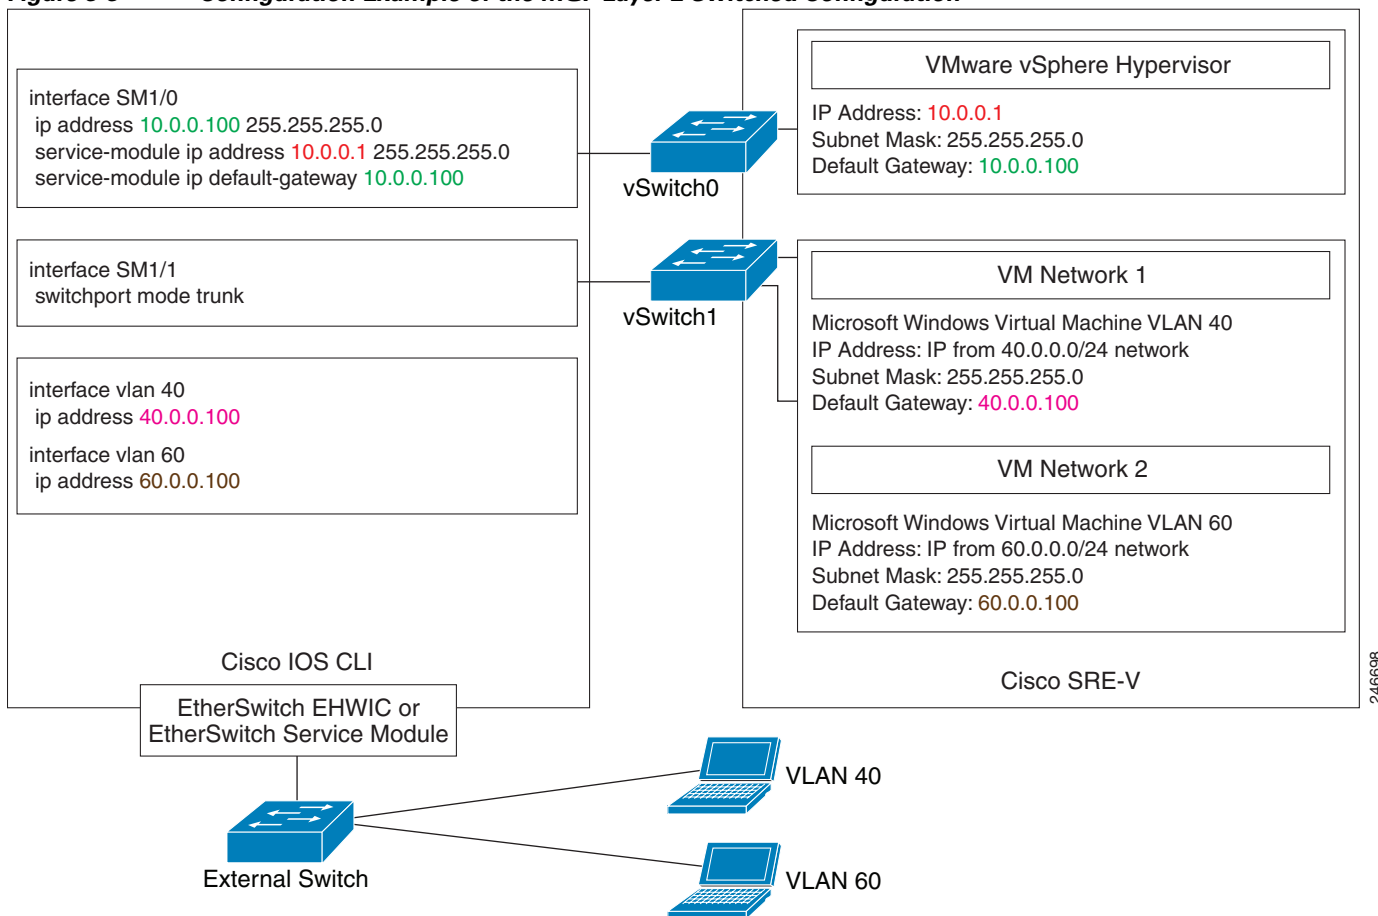 interface SM1/0
ip address 10.0.0.100 255.255.255.0
service-module ip address 10.0.0.1 255.255.255.0
service-module ip default-gateway 10.0.0.100
interface SM1/1
switchport mode trunk
interface vlan 40
ip address 40.0.0.100
interface vlan 60
ip address 60.0.0.100
Cisco IOS CLI
EtherSwitch EHWIC or
EtherSwitch Service Module
vSwitch0
vSwitch1
VMware vSphere Hypervisor
IP Address: 10.0.0.1
Subnet Mask: 255.255.255.0
Default Gateway: 10.0.0.100
VM Network 1
Microsoft Windows Virtual Machine VLAN 40
IP Address: IP from 40.0.0.0/24 network
Subnet Mask: 255.255.255.0
Default Gateway: 40.0.0.100
VM Network 2
Microsoft Windows Virtual Machine VLAN 60
IP Address: IP from 60.0.0.0/24 network
Subnet Mask: 255.255.255.0
Default Gateway: 60.0.0.100
Cisco SRE-V
246698
External Switch
VLAN 40
VLAN 60